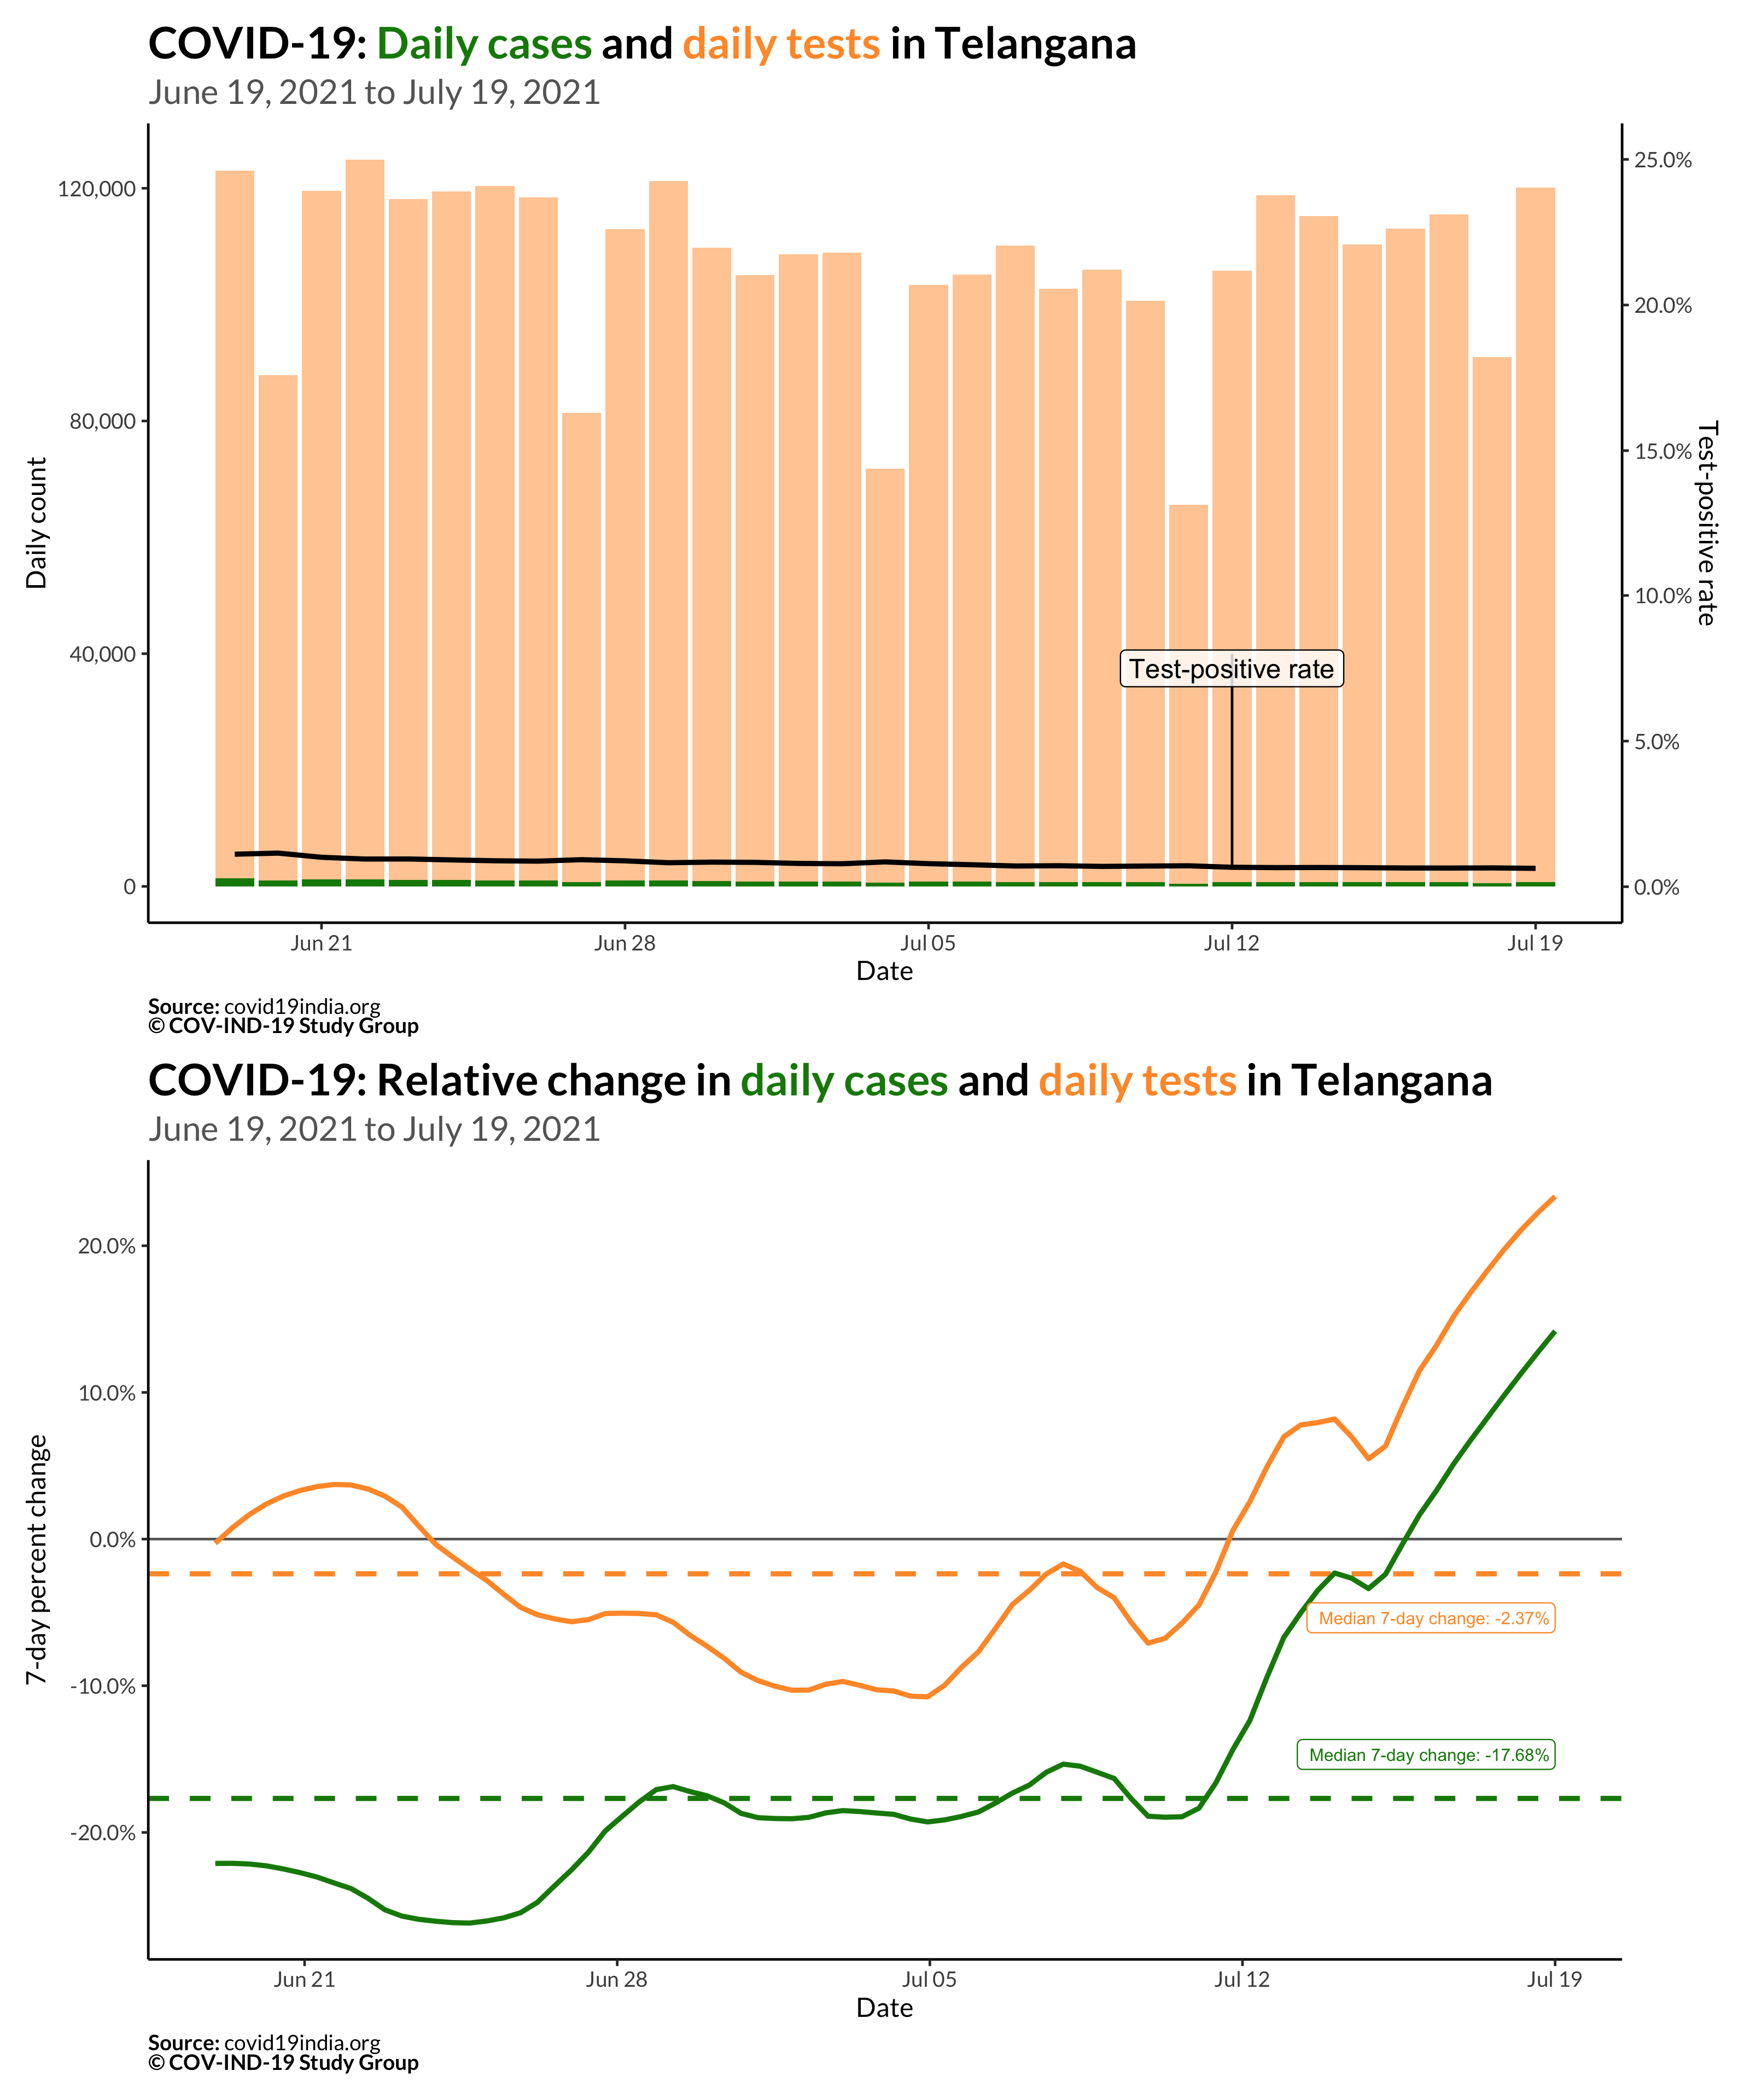 COVID-19: Daily cases and daily tests in Telangana
June 19, 2021 to July 19, 2021
120,000
80,000
40,000
0
Daily count
25.0%
20.0%
15.0%
10.0%
5.0%
0.0%
Test-positive rate
Test-positive rate
Jun 21
Jun 28
Jul 05
Jul 12
Jul 19
Date
Source: covid19india.org
© COV-IND-19 Study Group
COVID-19: Relative change in daily cases and daily tests in Telangana
June 19, 2021 to July 19, 2021
20.0%
10.0%
0.0%
-10.0%
-20.0%
7-day percent change
Median 7-day change: -2.37%
Median 7-day change: -17.68%
Jun 21
Jun 28
Jul 05
Jul 12
Jul 19
Date
Source: covid19india.org
© COV-IND-19 Study Group